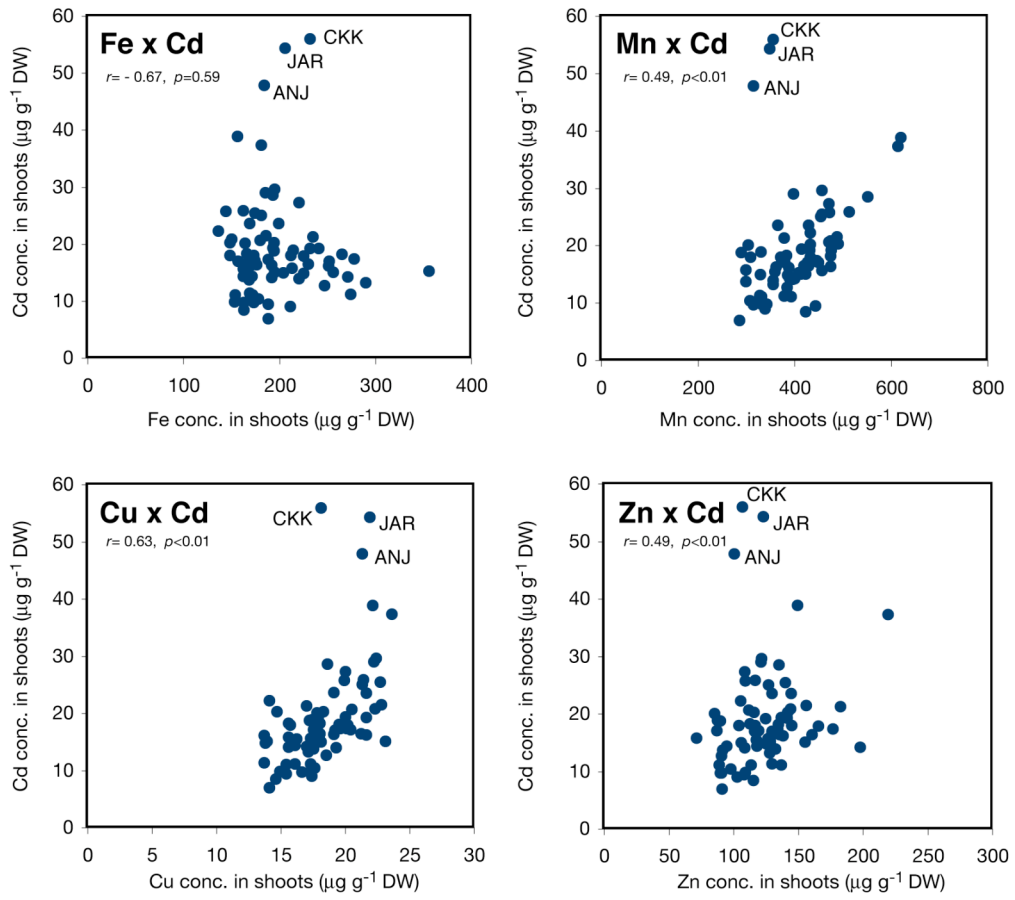 Fe x Cd
r= - 0.67, p=0.59
CKK
JAR
ANJ
60
50
40
30
20
10
0
Cd conc. in shoots (μg g-1 DW)
0 100 200 300 400
Fe conc. in shoots (μg g-1 DW)
Mn x Cd
r= 0.49, p<0.01
CKK
JAR
ANJ
60
50
40
30
20
10
0
Cd conc. in shoots (μg g-1 DW)
0 200 400 600 800
Mn conc. in shoots (μg g-1 DW)
Cu x Cd
r= 0.63, p<0.01
CKK
JAR
ANJ
60
50
40
30
20
10
0
Cd conc. in shoots (μg g-1 DW)
0 5 10 15 20 25 30
Cu conc. in shoots (μg g-1 DW)
Zn x Cd
r= 0.49, p<0.01
CKK
JAR
ANJ
60
50
40
30
20
10
0
Cd conc. in shoots (μg g-1 DW)
0 50 100 150 200 250 300
Zn conc. in shoots (μg g-1 DW)